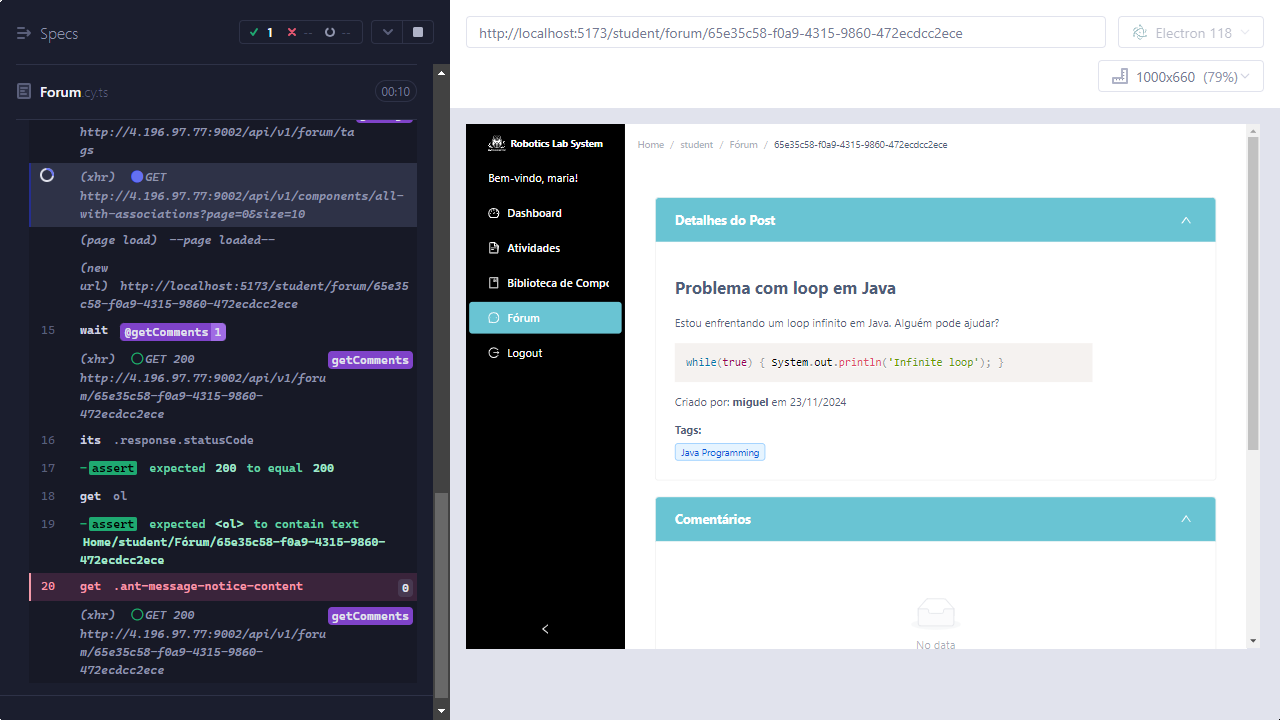 Specs
1
--
--
Forum.cy.ts
00:10
http://4.196.97.77:9002/api/v1/forum/ta
gs
(xhr) GET
http://4.196.97.77:9002/api/v1/components/all-
with-associations?page=0&size=10
(page load) --page loaded--
(new
url) http://localhost:5173/student/forum/65e35
c58-f0a9-4315-9860-472ecdcc2ece
15 wait @getComments 1
(xhr) GET 200 getComments
http://4.196.97.77:9002/api/v1/foru
m/65e35c58-f0a9-4315-9860-
472ecdcc2ece
16 its .response.statusCode
17 -assert expected 200 to equal 200
18 get ol
19 -assert expected <ol> to contain text
Home/student/Fórum/65e35c58-f0a9-4315-9860-
472ecdcc2ece
20 get .ant-message-notice-content 0
(xhr) GET 200 getComments
http://4.196.97.77:9002/api/v1/foru
m/65e35c58-f0a9-4315-9860-
472ecdcc2ece
http://localhost:5173/student/forum/65e35c58-f0a9-4315-9860-472ecdcc2ece
Electron 118
1000x660 (79%)
Robotics Lab System
Bem-vindo, maria!
Dashboard
Atividades
Biblioteca de Compo
Fórum
Logout
Home / student / Fórum / 65e35c58-f0a9-4315-9860-472ecdcc2ece
Detalhes do Post
Problema com loop em Java
Estou enfrentando um loop infinito em Java. Alguém pode ajudar?
while(true) { System.out.println('Infinite loop'); }
Criado por: miguel em 23/11/2024
Tags:
Java Programming
Comentários
No data